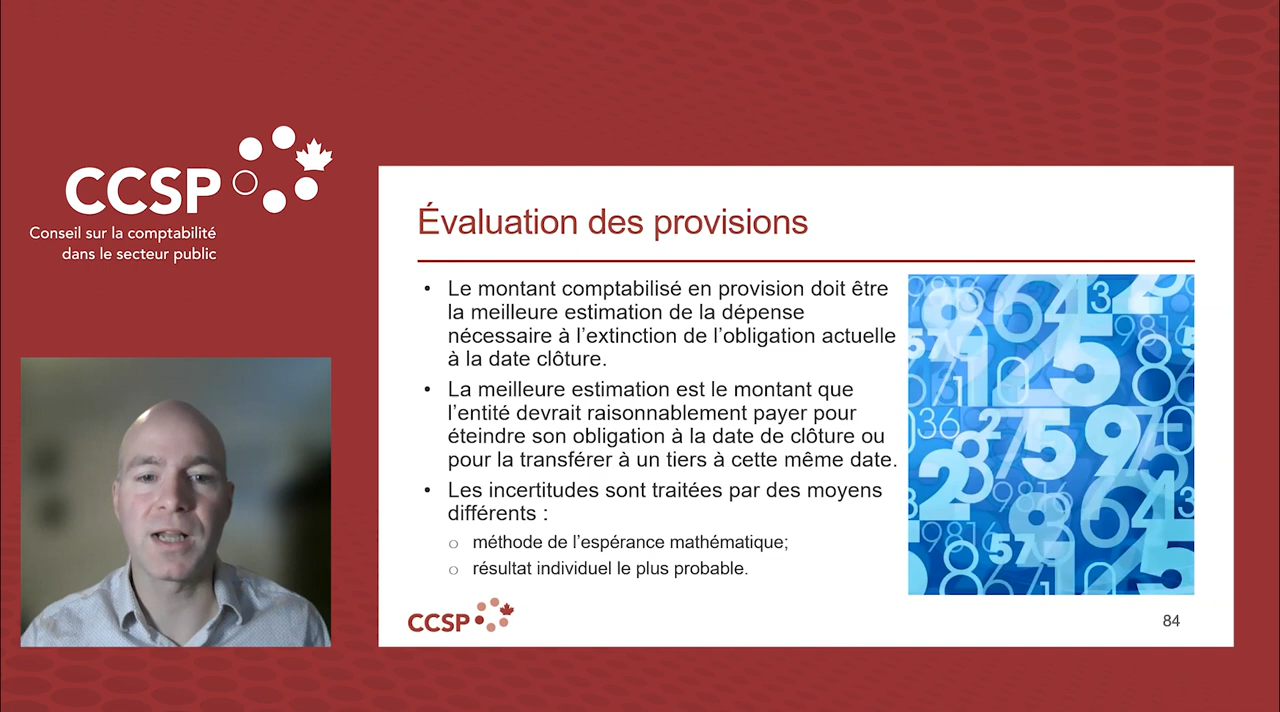 CCSP
Conseil sur la comptabilité
dans le secteur public
Évaluation des provisions
• Le montant comptabilisé en provision doit être
la meilleure estimation de la dépense
nécessaire à l’extinction de l’obligation actuelle
à la date clôture.
• La meilleure estimation est le montant que
l’entité devrait raisonnablement payer pour
éteindre son obligation à la date de clôture ou
pour la transférer à un tiers à cette même date.
• Les incertitudes sont traitées par des moyens
différents :
○ méthode de l’espérance mathématique;
○ résultat individuel le plus probable.
CCSP
84